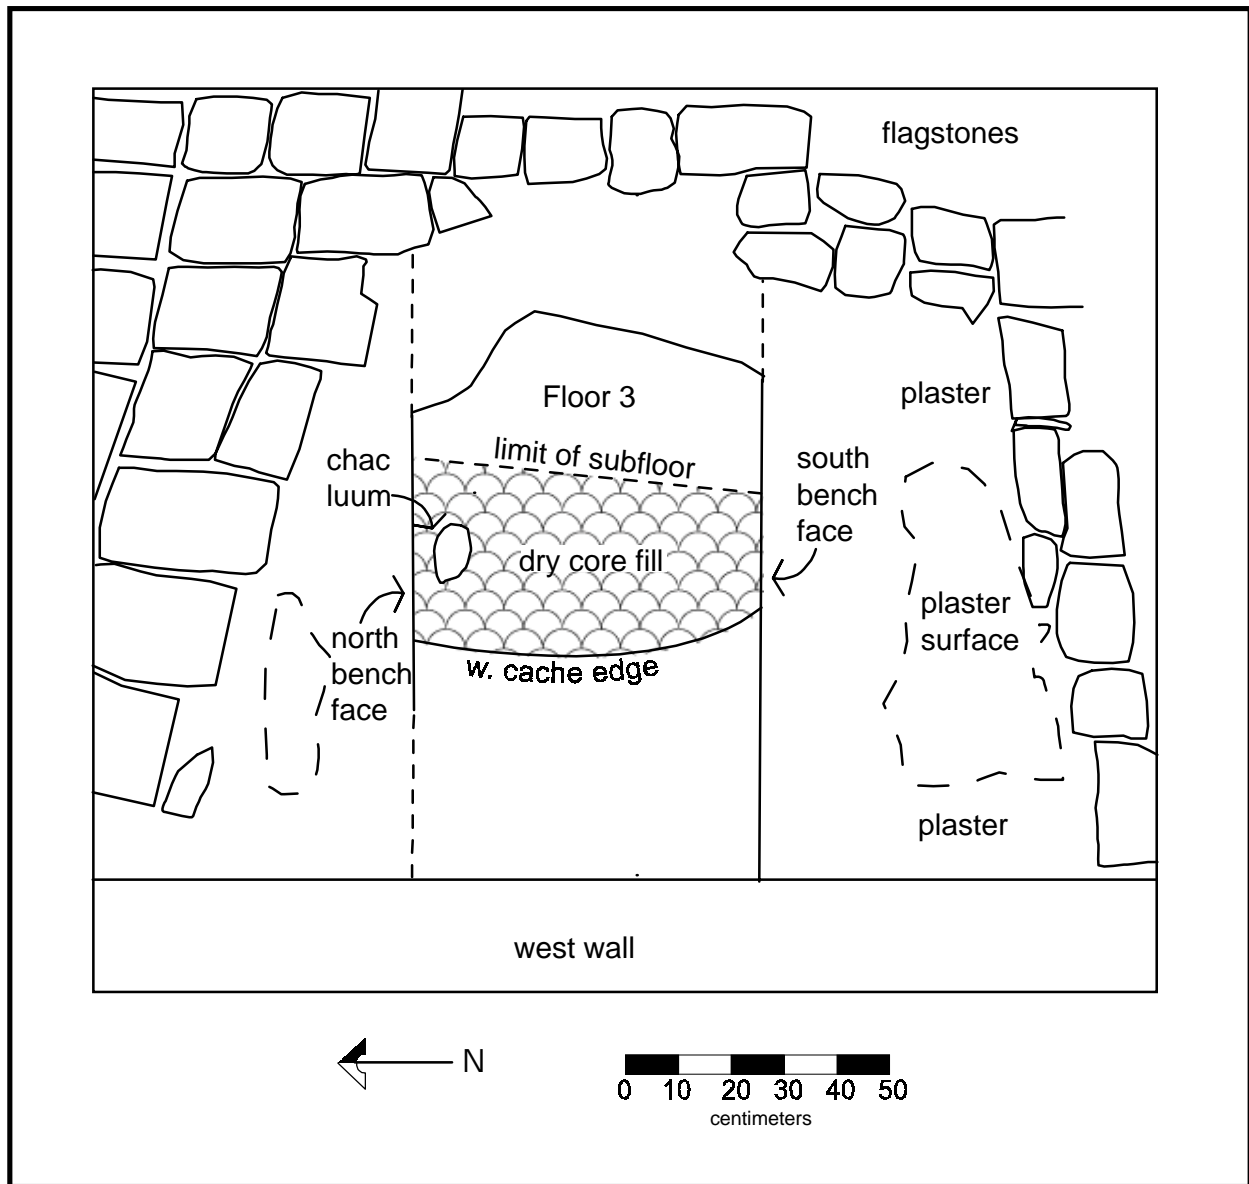 flagstones
Floor 3
plaster
limit of subfloor
chac
luum
south
bench
face
dry core fill
plaster
surface
north
bench
face
w. cache edge
plaster
west wall
N
0 10 20 30 40 50
centimeters